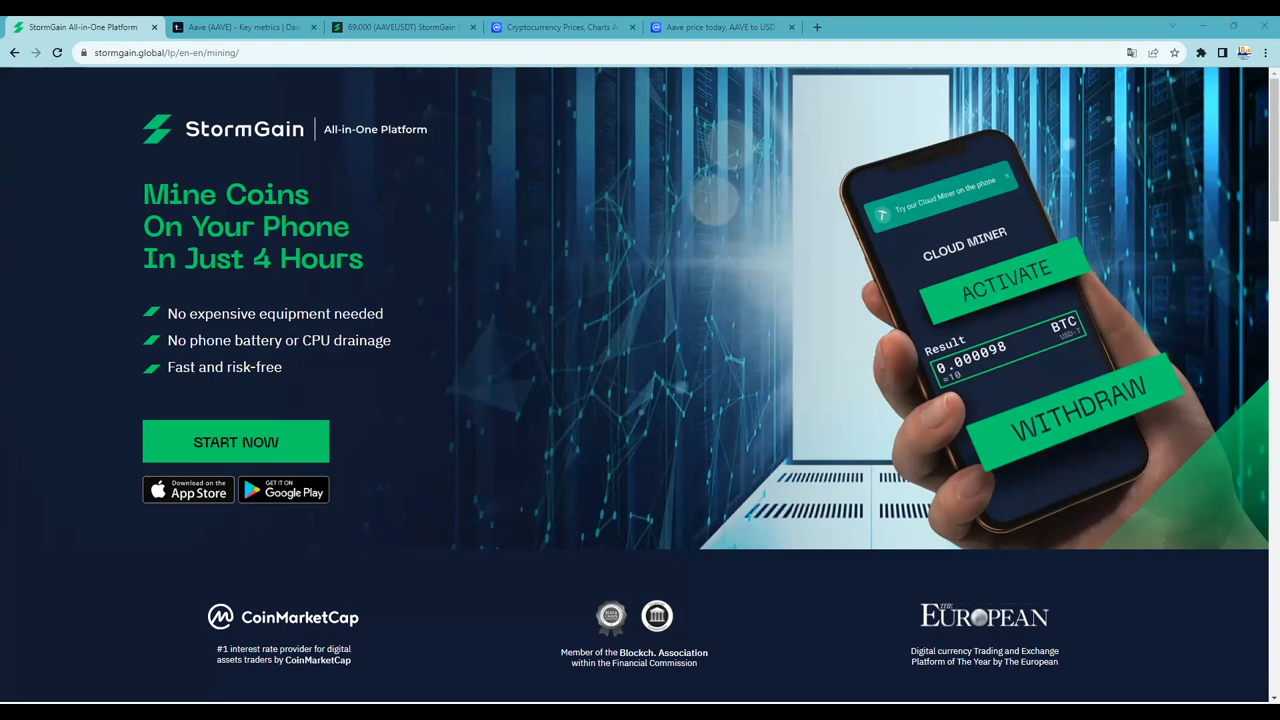 StormGain All-in-One Platform
Aave (AAVE) - Key metrics | Das
69.000 (AAVEUSDT) StormGain
Cryptocurrency Prices, Charts A
Aave price today, AAVE to USD
stormgain.global/lp/en-en/mining/
StormGain
All-in-One Platform
Mine Coins
On Your Phone
In Just 4 Hours
No expensive equipment needed
No phone battery or CPU drainage
Fast and risk-free
START NOW
Download on the
App Store
GET IT ON
Google Play
Try our Cloud Miner on the phone
CLOUD MINER
ACTIVATE
Result
BTC
0.000098
USD-T
≈10
WITHDRAW
CoinMarketCap
#1 interest rate provider for digital
assets traders by CoinMarketCap
Member of the Blockch. Association
within the Financial Commission
THE
EUROPEAN
Digital currency Trading and Exchange
Platform of The Year by The European